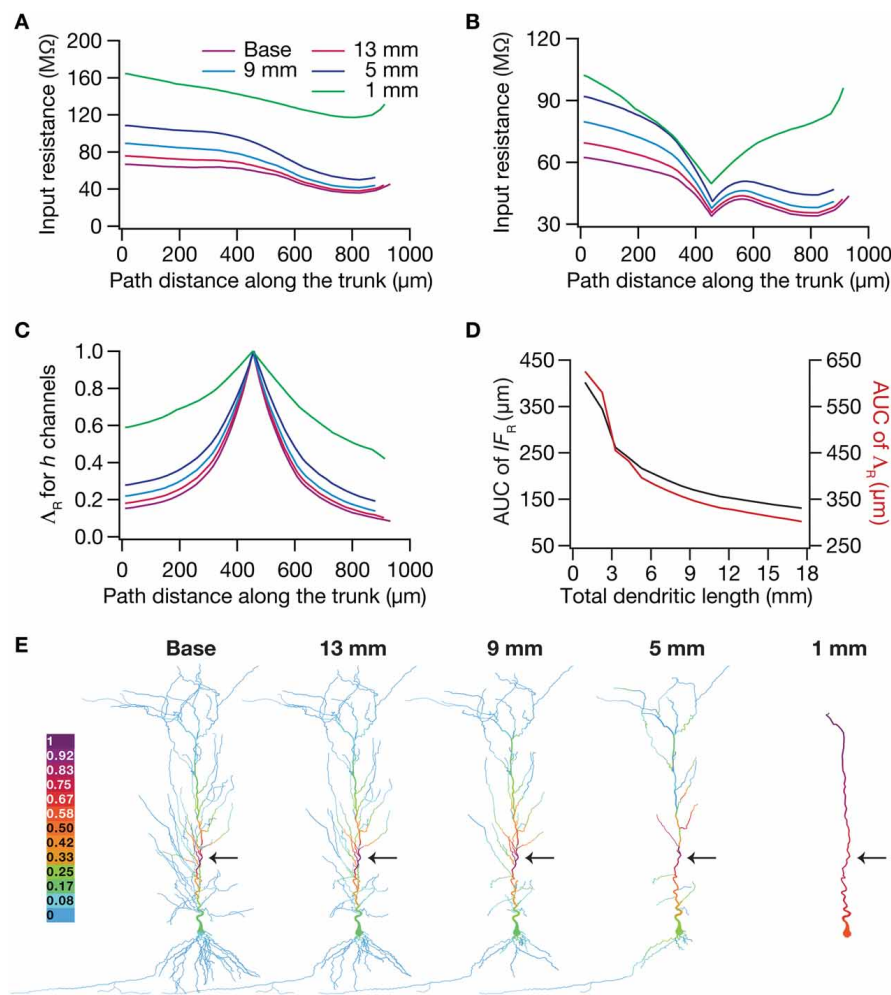 A
Input resistance (MΩ)
200
160
120
80
40
0
Base
13 mm
9 mm
5 mm
1 mm
0 200 400 600 800 1000
Path distance along the trunk (μm)
B
Input resistance (MΩ)
120
90
60
30
0 200 400 600 800 1000
Path distance along the trunk (μm)
C
Λ_R for h channels
1.0
0.8
0.6
0.4
0.2
0.0
0 200 400 600 800 1000
Path distance along the trunk (μm)
D
AUC of IF_R (μm)
450
350
250
150
50
650
550
450
350
250
AUC of Λ_R (μm)
0 3 6 9 12 15 18
Total dendritic length (mm)
E
Base 13 mm 9 mm 5 mm 1 mm
1
0.92
0.83
0.75
0.67
0.58
0.50
0.42
0.33
0.25
0.17
0.08
0